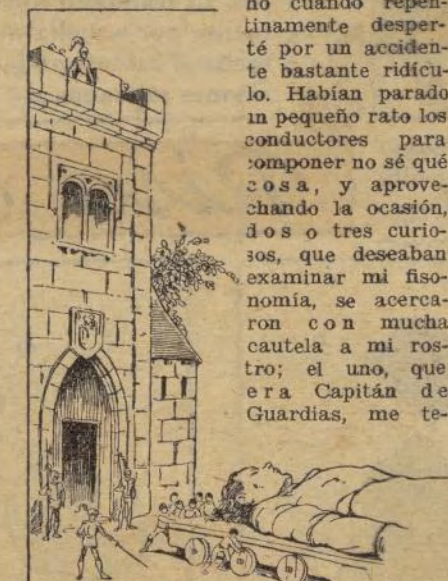 no cuando repen-
tinamente desper-
té por un acciden-
te bastante ridícu-
lo. Habían parado
un pequeño rato los
conductores para
componer no sé qué
cosa, y aprove-
chando la ocasión,
dos o tres curio-
sos, que deseaban
examinar mi fiso-
nomía, se acerca-
ron con mucha
cautela a mi ros-
tro; el uno, que
era Capitán de
Guardias, me te-